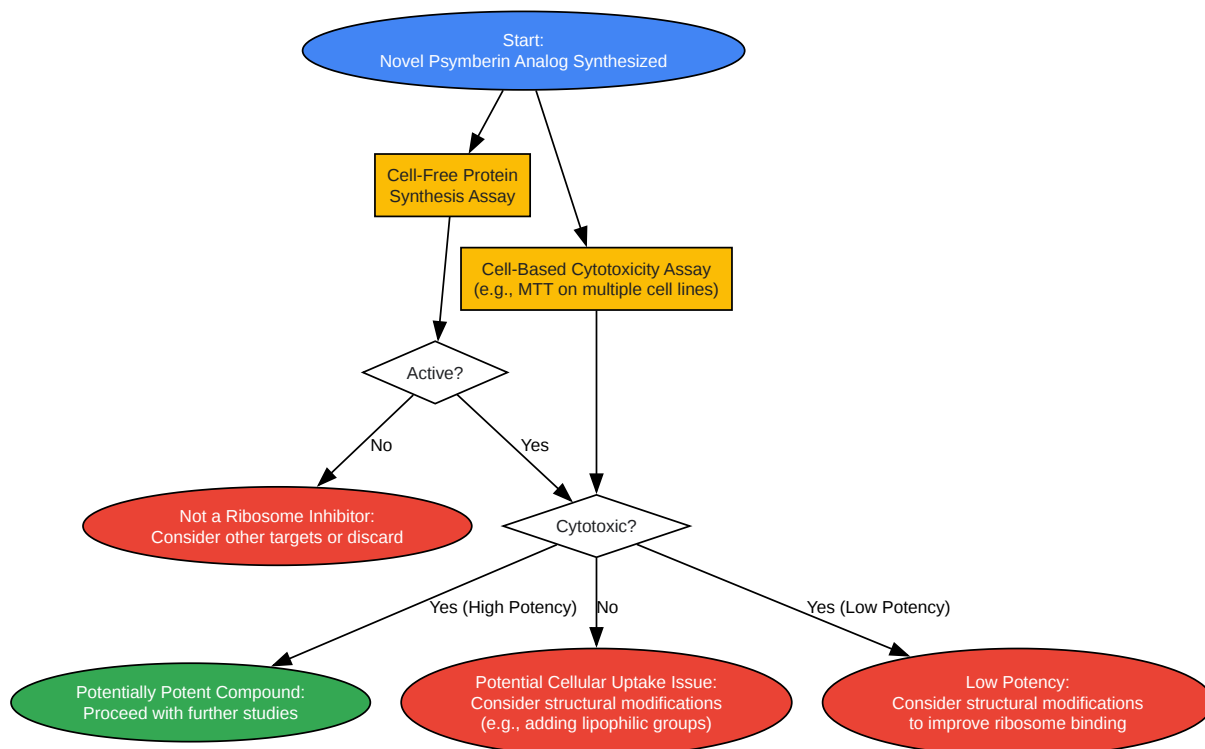 Start:
Novel Psymberin Analog Synthesized
Cell-Free Protein
Synthesis Assay
Cell-Based Cytotoxicity Assay
(e.g., MTT on multiple cell lines)
Active?
No
Yes
Not a Ribosome Inhibitor:
Consider other targets or discard
Cytotoxic?
Yes (High Potency)
No
Yes (Low Potency)
Potentially Potent Compound:
Proceed with further studies
Potential Cellular Uptake Issue:
Consider structural modifications
(e.g., adding lipophilic groups)
Low Potency:
Consider structural modifications
to improve ribosome binding